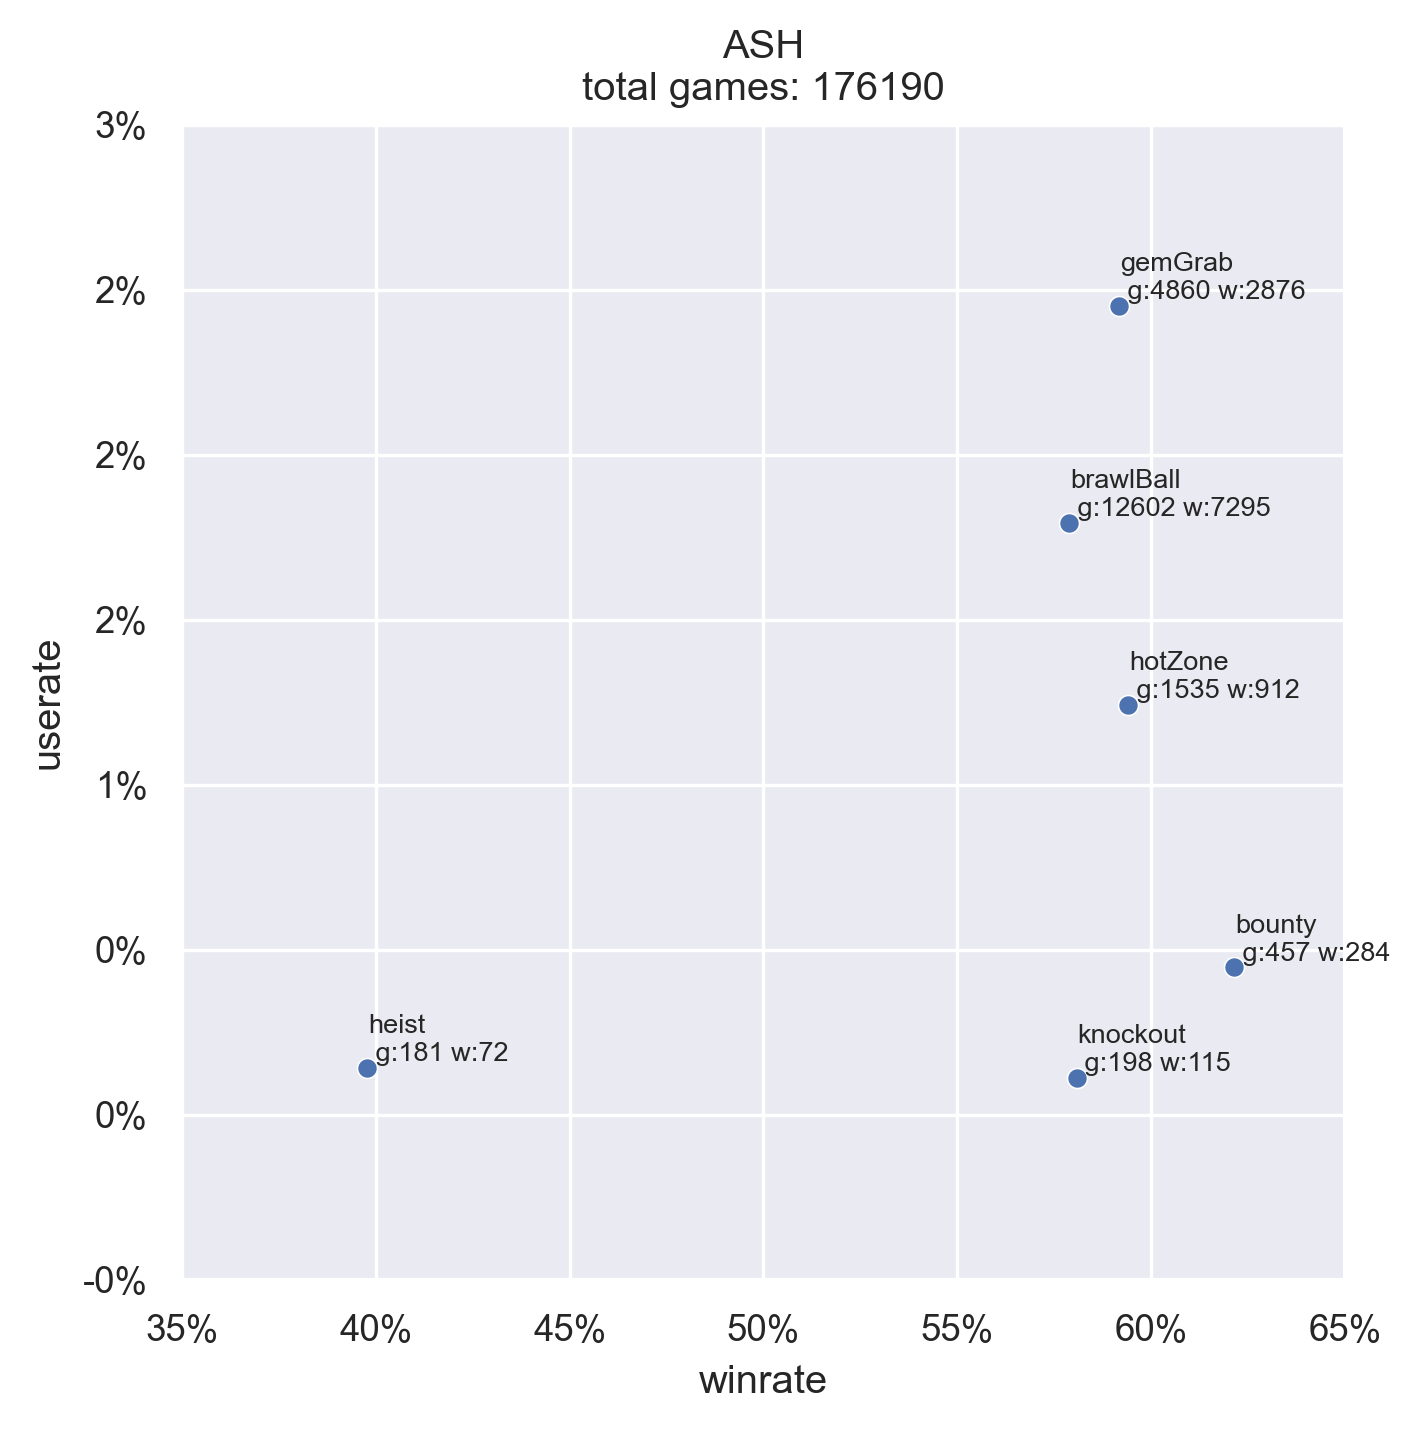 ASH
total games: 176190
3%
2%
2%
2%
1%
0%
0%
-0%
userate
gemGrab
g:4860 w:2876
brawlBall
g:12602 w:7295
hotZone
g:1535 w:912
bounty
g:457 w:284
heist
g:181 w:72
knockout
g:198 w:115
35% 40% 45% 50% 55% 60% 65%
winrate